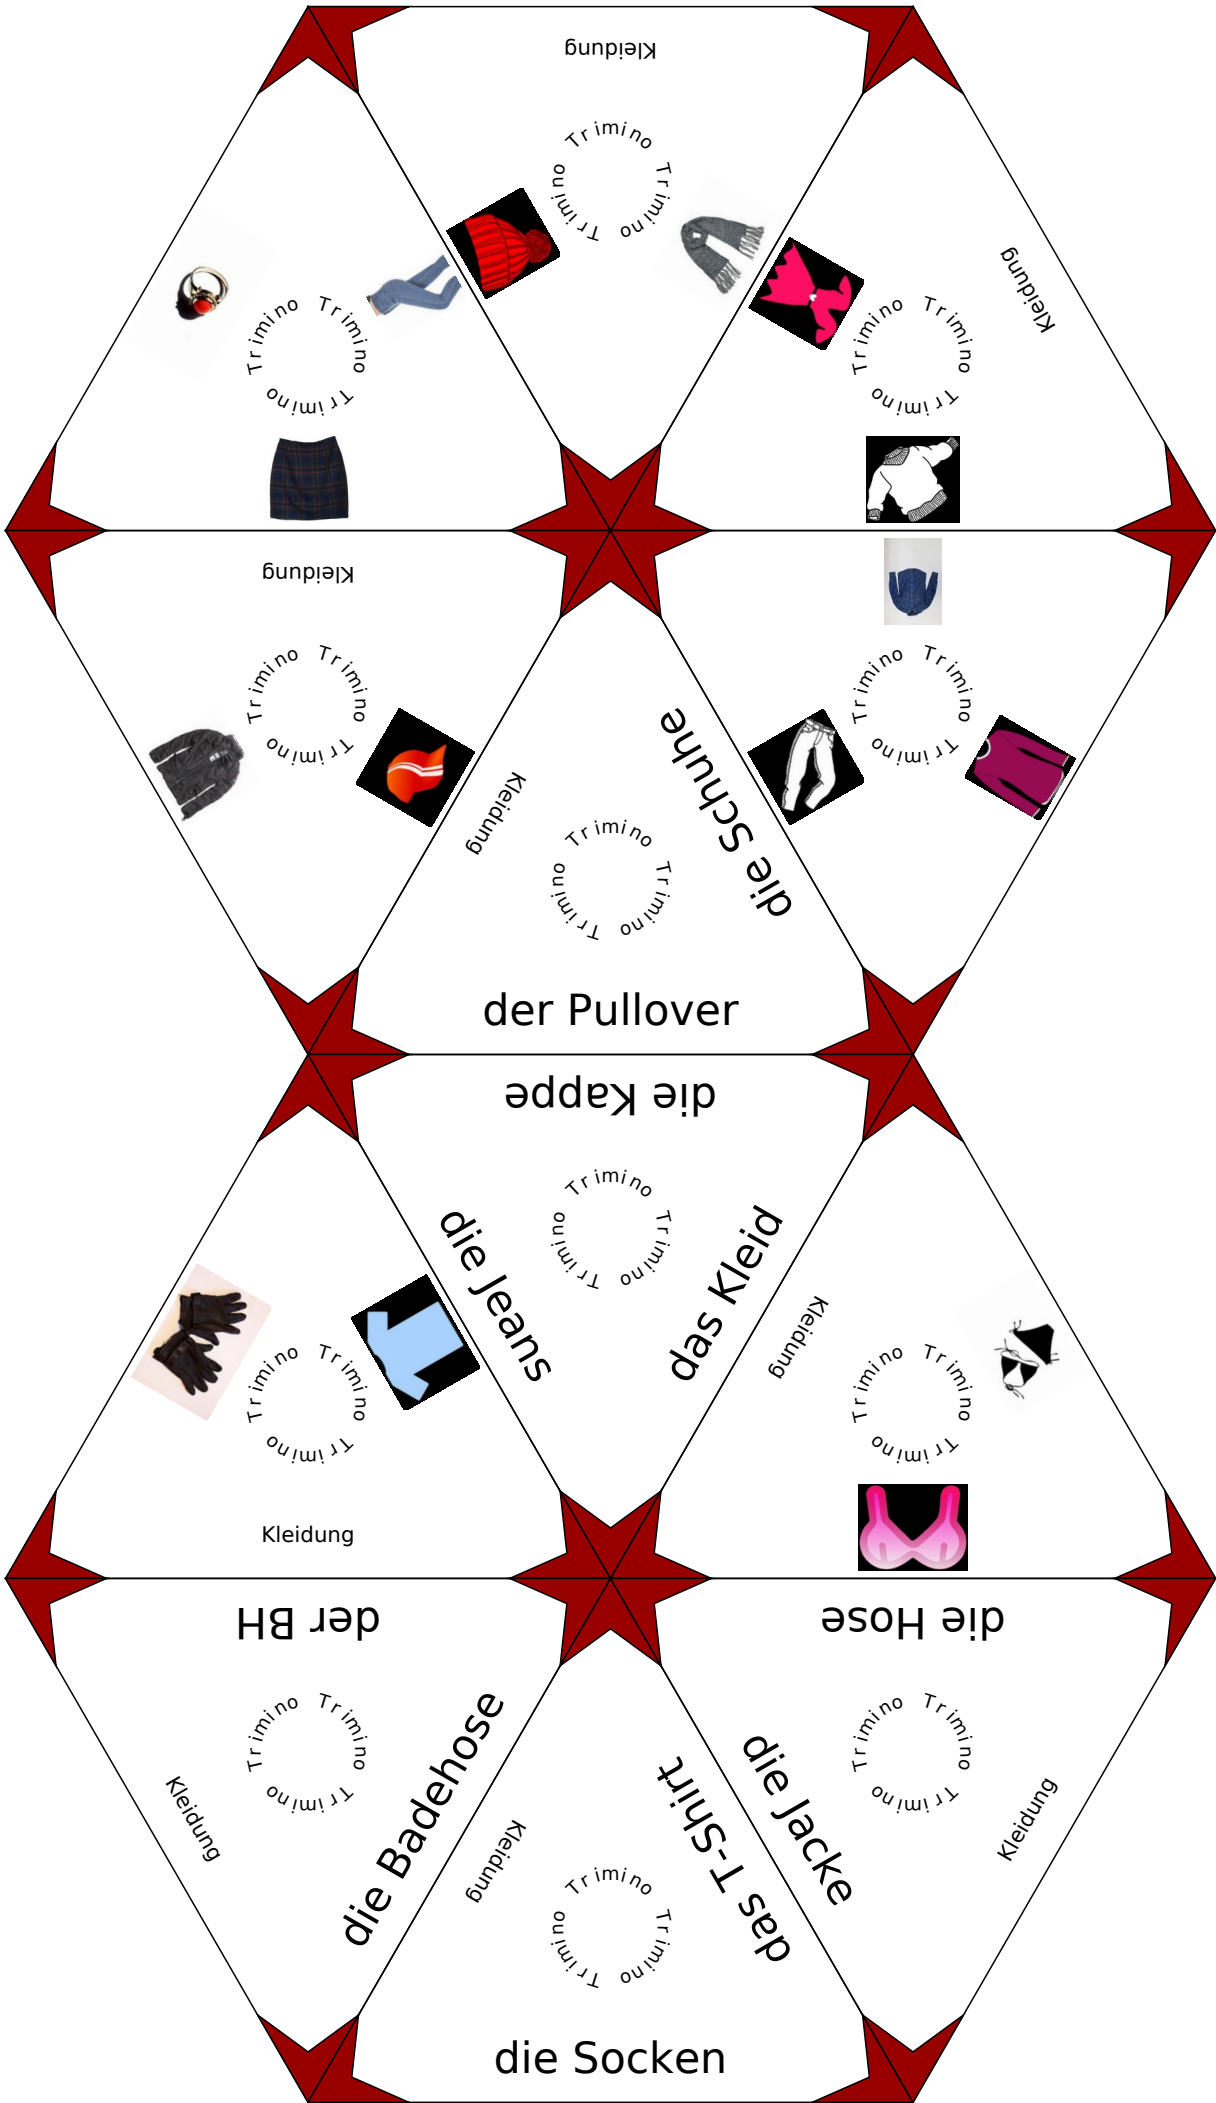 Kleidung
Trimino Trimino Trimino
Trimino Trimino Trimino
Trimino Trimino Trimino
Kleidung
Kleidung
Trimino Trimino Trimino
Trimino Trimino Trimino
die Schuhe
Kleidung
Trimino Trimino Trimino
der Pullover
die Kappe
Trimino Trimino Trimino
die Jeans
das Kleid
Kleidung
Trimino Trimino Trimino
Trimino Trimino Trimino
Kleidung
der BH
die Hose
Trimino Trimino Trimino
Trimino Trimino Trimino
Kleidung
die Badehose
Kleidung
das T-Shirt
die Jacke
Kleidung
Trimino Trimino Trimino
die Socken